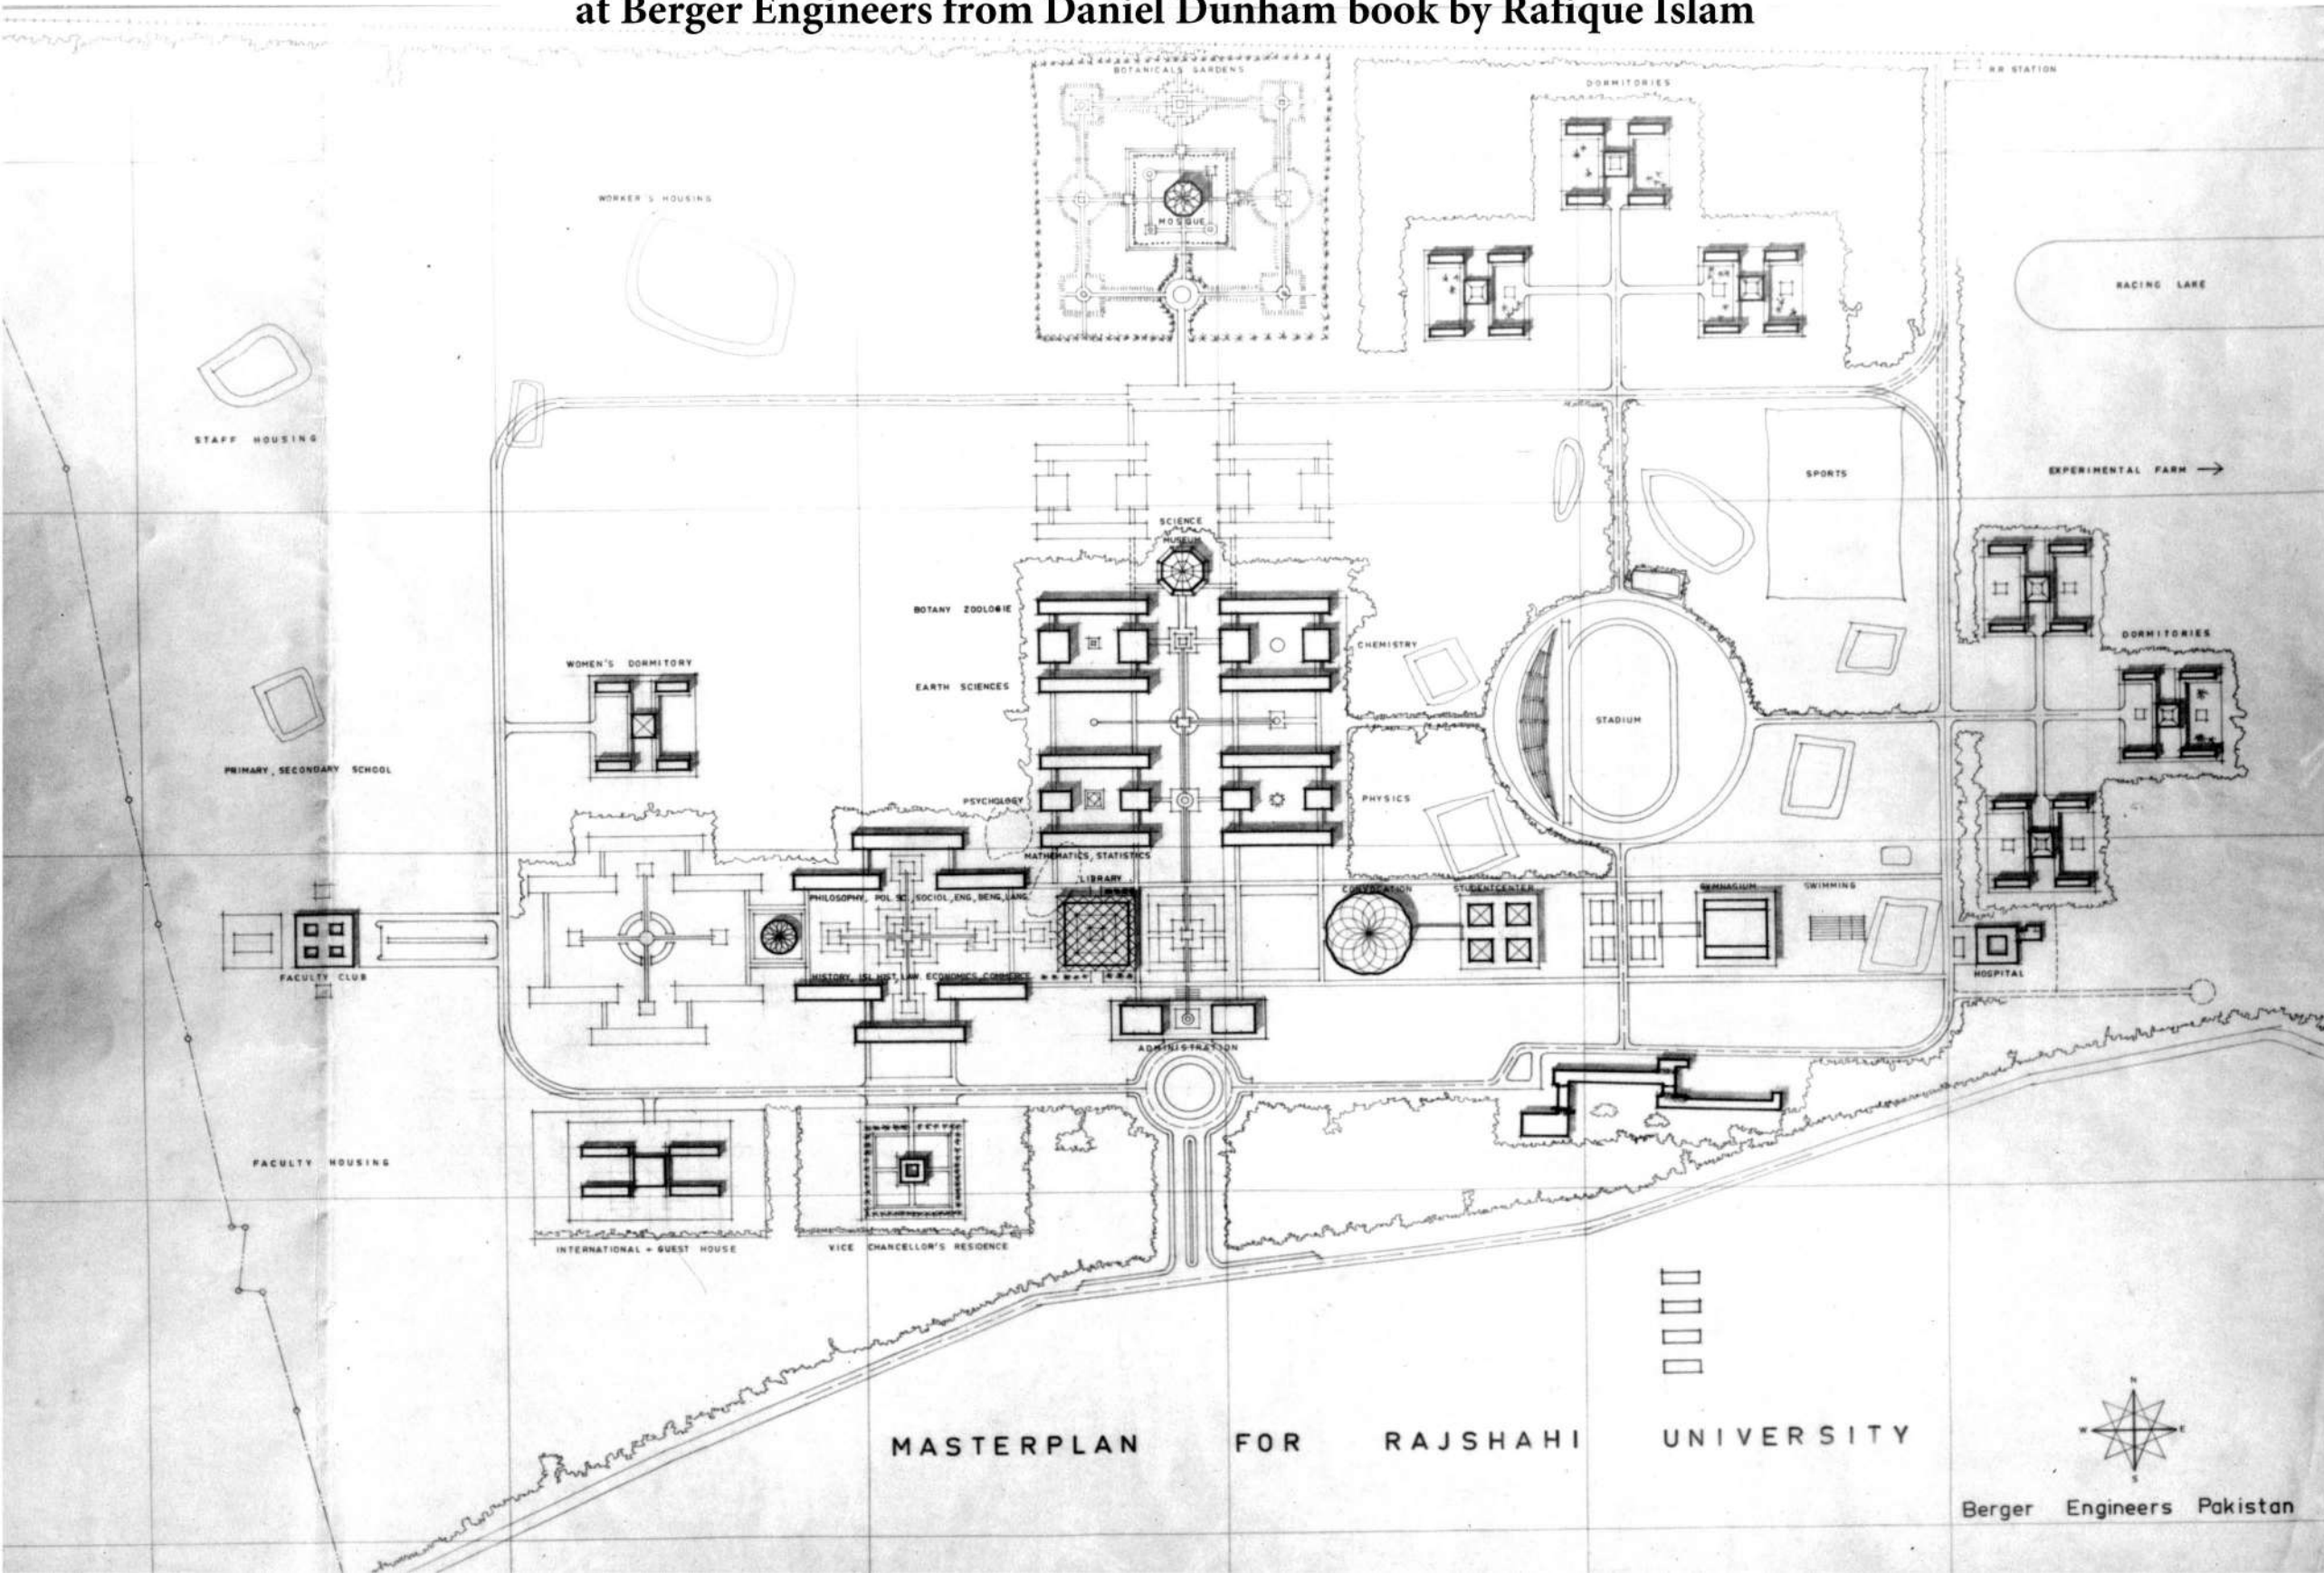 at Berger Engineers from Daniel Dunham book by Rafique Islam
BOTANICALS GARDENS
DORMITORIES
RR STATION
WORKER'S HOUSING
MOSQUE
RACING LAKE
STAFF HOUSING
SPORTS
EXPERIMENTAL FARM
SCIENCE
MUSEUM
BOTANY ZOOLOGIE
CHEMISTRY
DORMITORIES
WOMEN'S DORMITORY
EARTH SCIENCES
STADIUM
PRIMARY, SECONDARY SCHOOL
PSYCHOLOGY
PHYSICS
MATHEMATICS, STATISTICS
LIBRARY
CONVOCATION
STUDENTCENTER
GYMNASIUM
SWIMMING
PHILOSOPHY, POL. SC., SOCIOL, ENG, BENG, LANG.
FACULTY CLUB
HISTORY, ISL. HIST, LAW, ECONOMICS, COMMERCE
HOSPITAL
ADMINISTRATION
FACULTY HOUSING
INTERNATIONAL + GUEST HOUSE
VICE CHANCELLOR'S RESIDENCE
MASTERPLAN FOR RAJSHAHI UNIVERSITY
N
W
E
S
Berger Engineers Pakistan